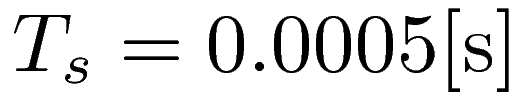 T_s = 0.0005[s]